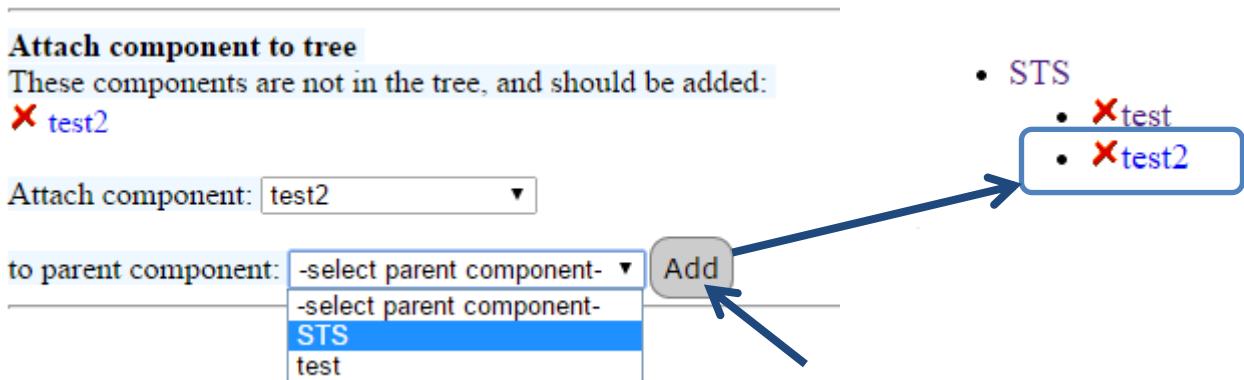 Attach component to tree
These components are not in the tree, and should be added:
test2
Attach component: test2
to parent component: -select parent component- Add
-select parent component-
STS
test
STS
test
test2